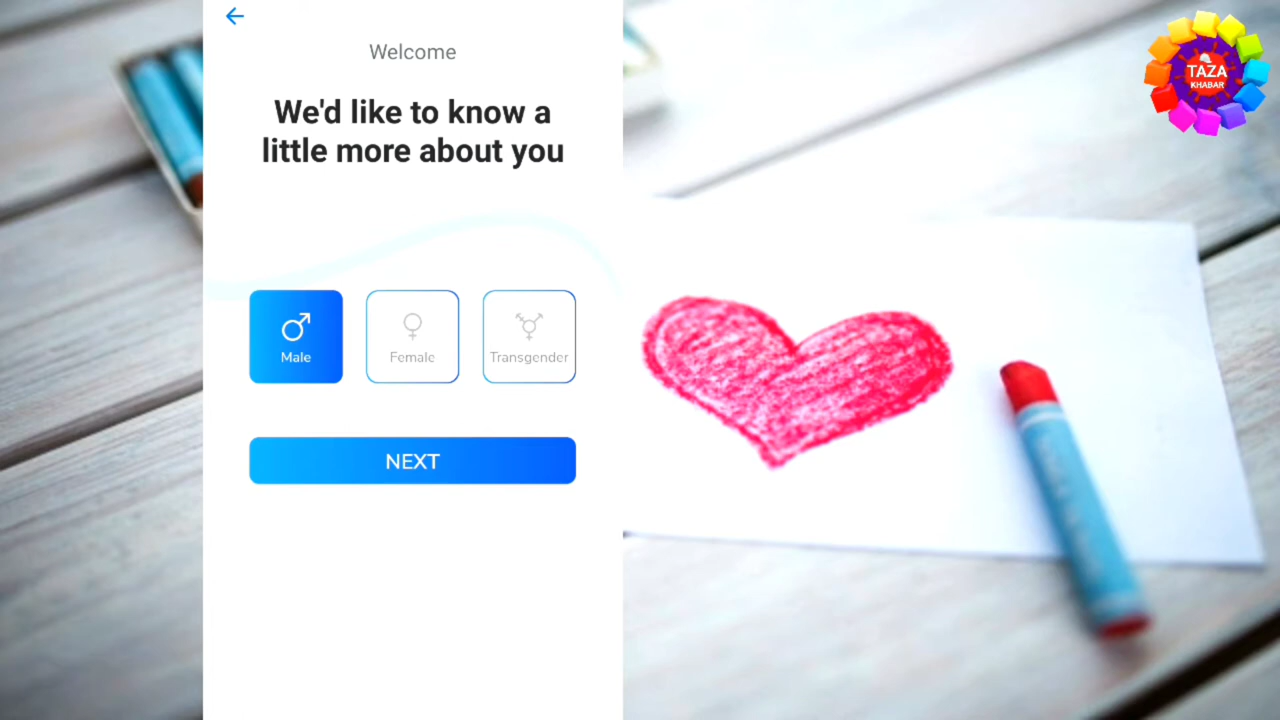 Welcome
We'd like to know a
little more about you
Male
Female
Transgender
NEXT
TAZA
KHABAR